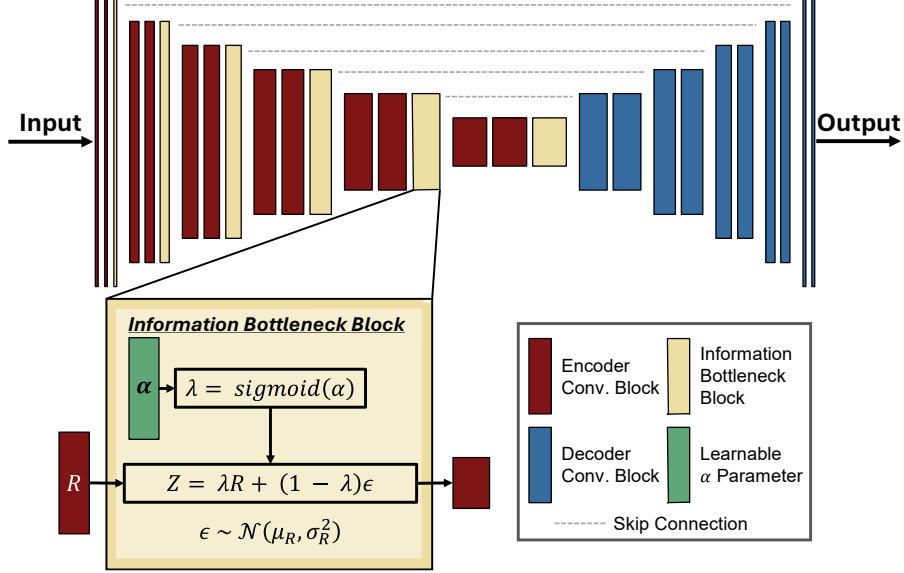 Input
Output
Information Bottleneck Block
α
λ = sigmoid(α)
R
Z = λR + (1 − λ)ϵ
ϵ ~ 𝒩(μ_R, σ_R^2)
Encoder
Conv. Block
Information
Bottleneck
Block
Decoder
Conv. Block
Learnable
α Parameter
Skip Connection